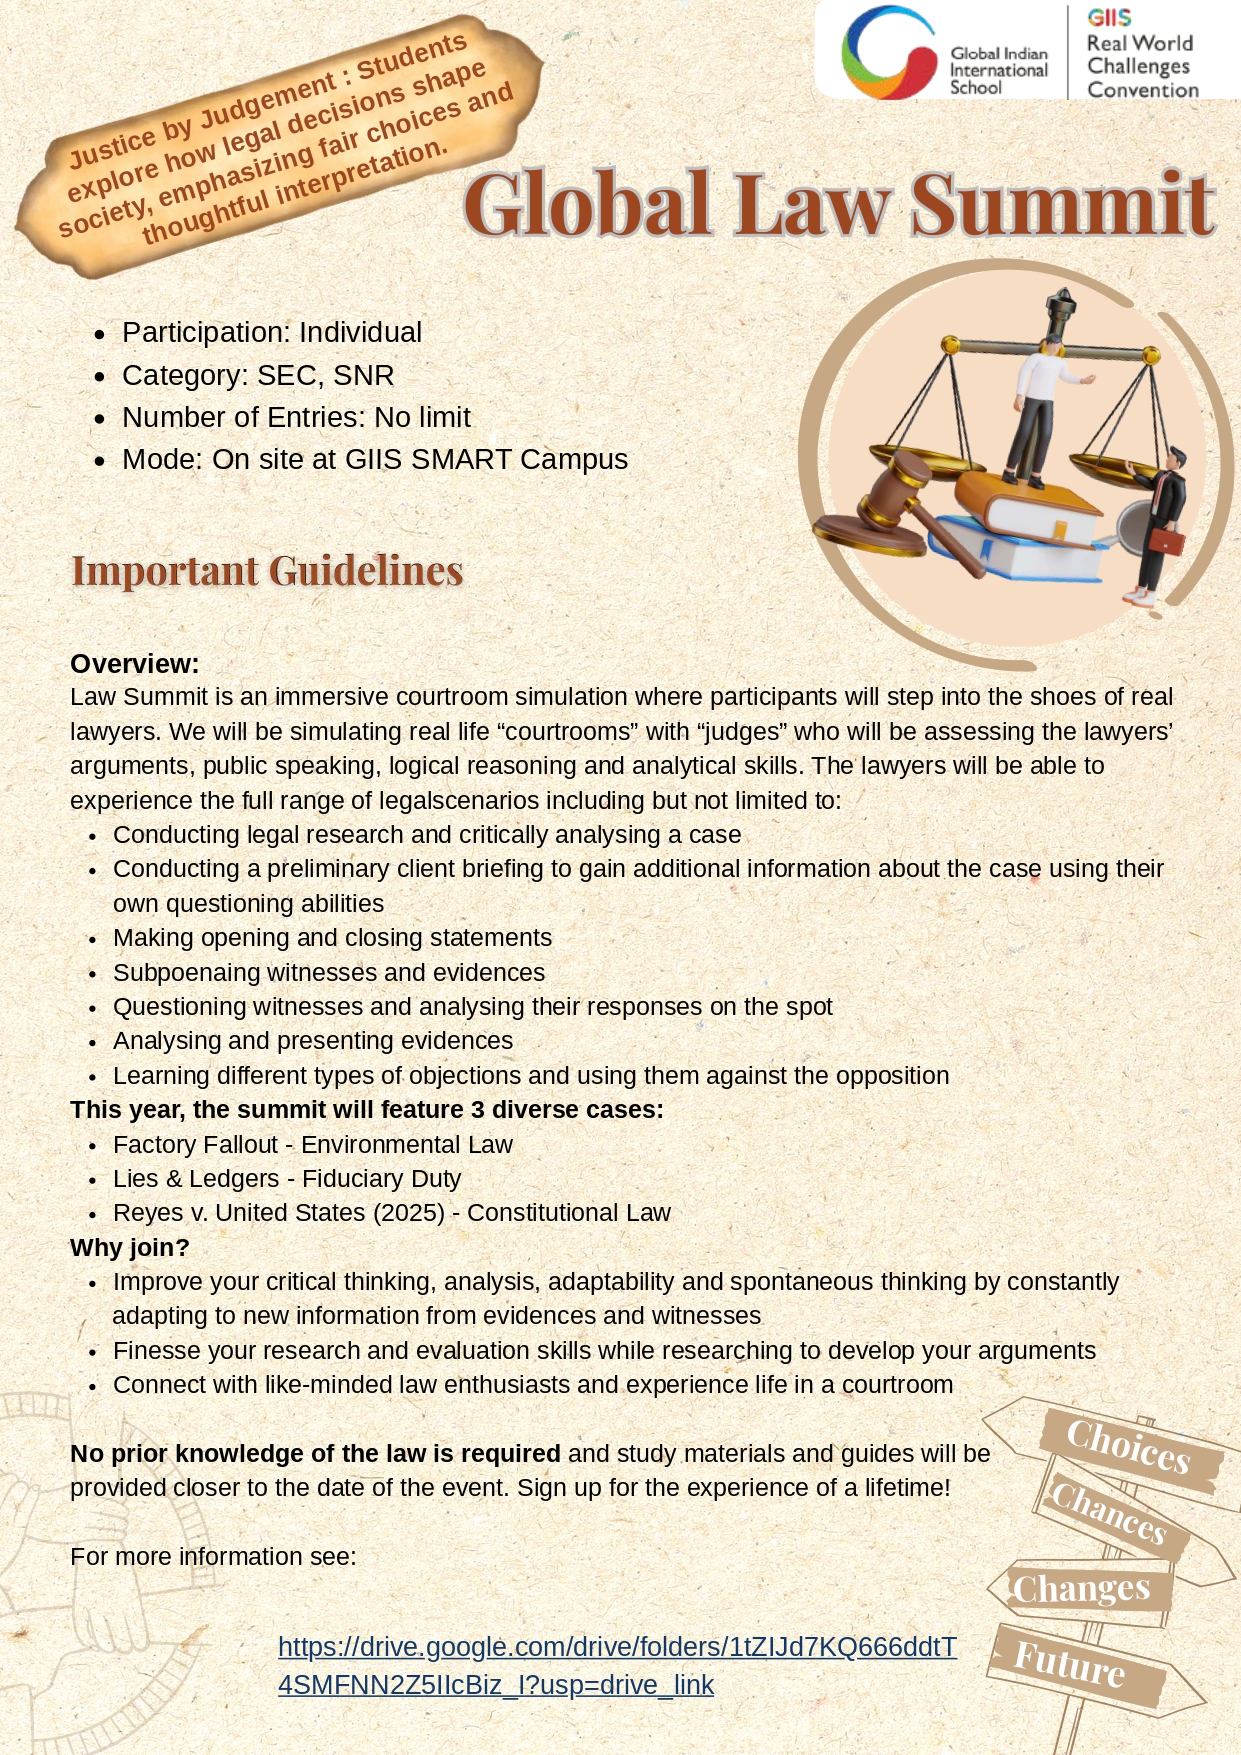 Justice by Judgement : Students
explore how legal decisions shape
society, emphasizing fair choices and
thoughtful interpretation.
Global Indian
International
School
GIIS
Real World
Challenges
Convention
Global Law Summit
• Participation: Individual
• Category: SEC, SNR
• Number of Entries: No limit
• Mode: On site at GIIS SMART Campus
Important Guidelines
Overview:
Law Summit is an immersive courtroom simulation where participants will step into the shoes of real
lawyers. We will be simulating real life “courtrooms” with “judges” who will be assessing the lawyers’
arguments, public speaking, logical reasoning and analytical skills. The lawyers will be able to
experience the full range of legalscenarios including but not limited to:
• Conducting legal research and critically analysing a case
• Conducting a preliminary client briefing to gain additional information about the case using their
own questioning abilities
• Making opening and closing statements
• Subpoenaing witnesses and evidences
• Questioning witnesses and analysing their responses on the spot
• Analysing and presenting evidences
• Learning different types of objections and using them against the opposition
This year, the summit will feature 3 diverse cases:
• Factory Fallout - Environmental Law
• Lies & Ledgers - Fiduciary Duty
• Reyes v. United States (2025) - Constitutional Law
Why join?
• Improve your critical thinking, analysis, adaptability and spontaneous thinking by constantly
adapting to new information from evidences and witnesses
• Finesse your research and evaluation skills while researching to develop your arguments
• Connect with like-minded law enthusiasts and experience life in a courtroom
No prior knowledge of the law is required and study materials and guides will be
provided closer to the date of the event. Sign up for the experience of a lifetime!
For more information see:
https://drive.google.com/drive/folders/1tZIJd7KQ666ddtT
4SMFNN2Z5IIcBiz_I?usp=drive_link
Choices
Chances
Changes
Future